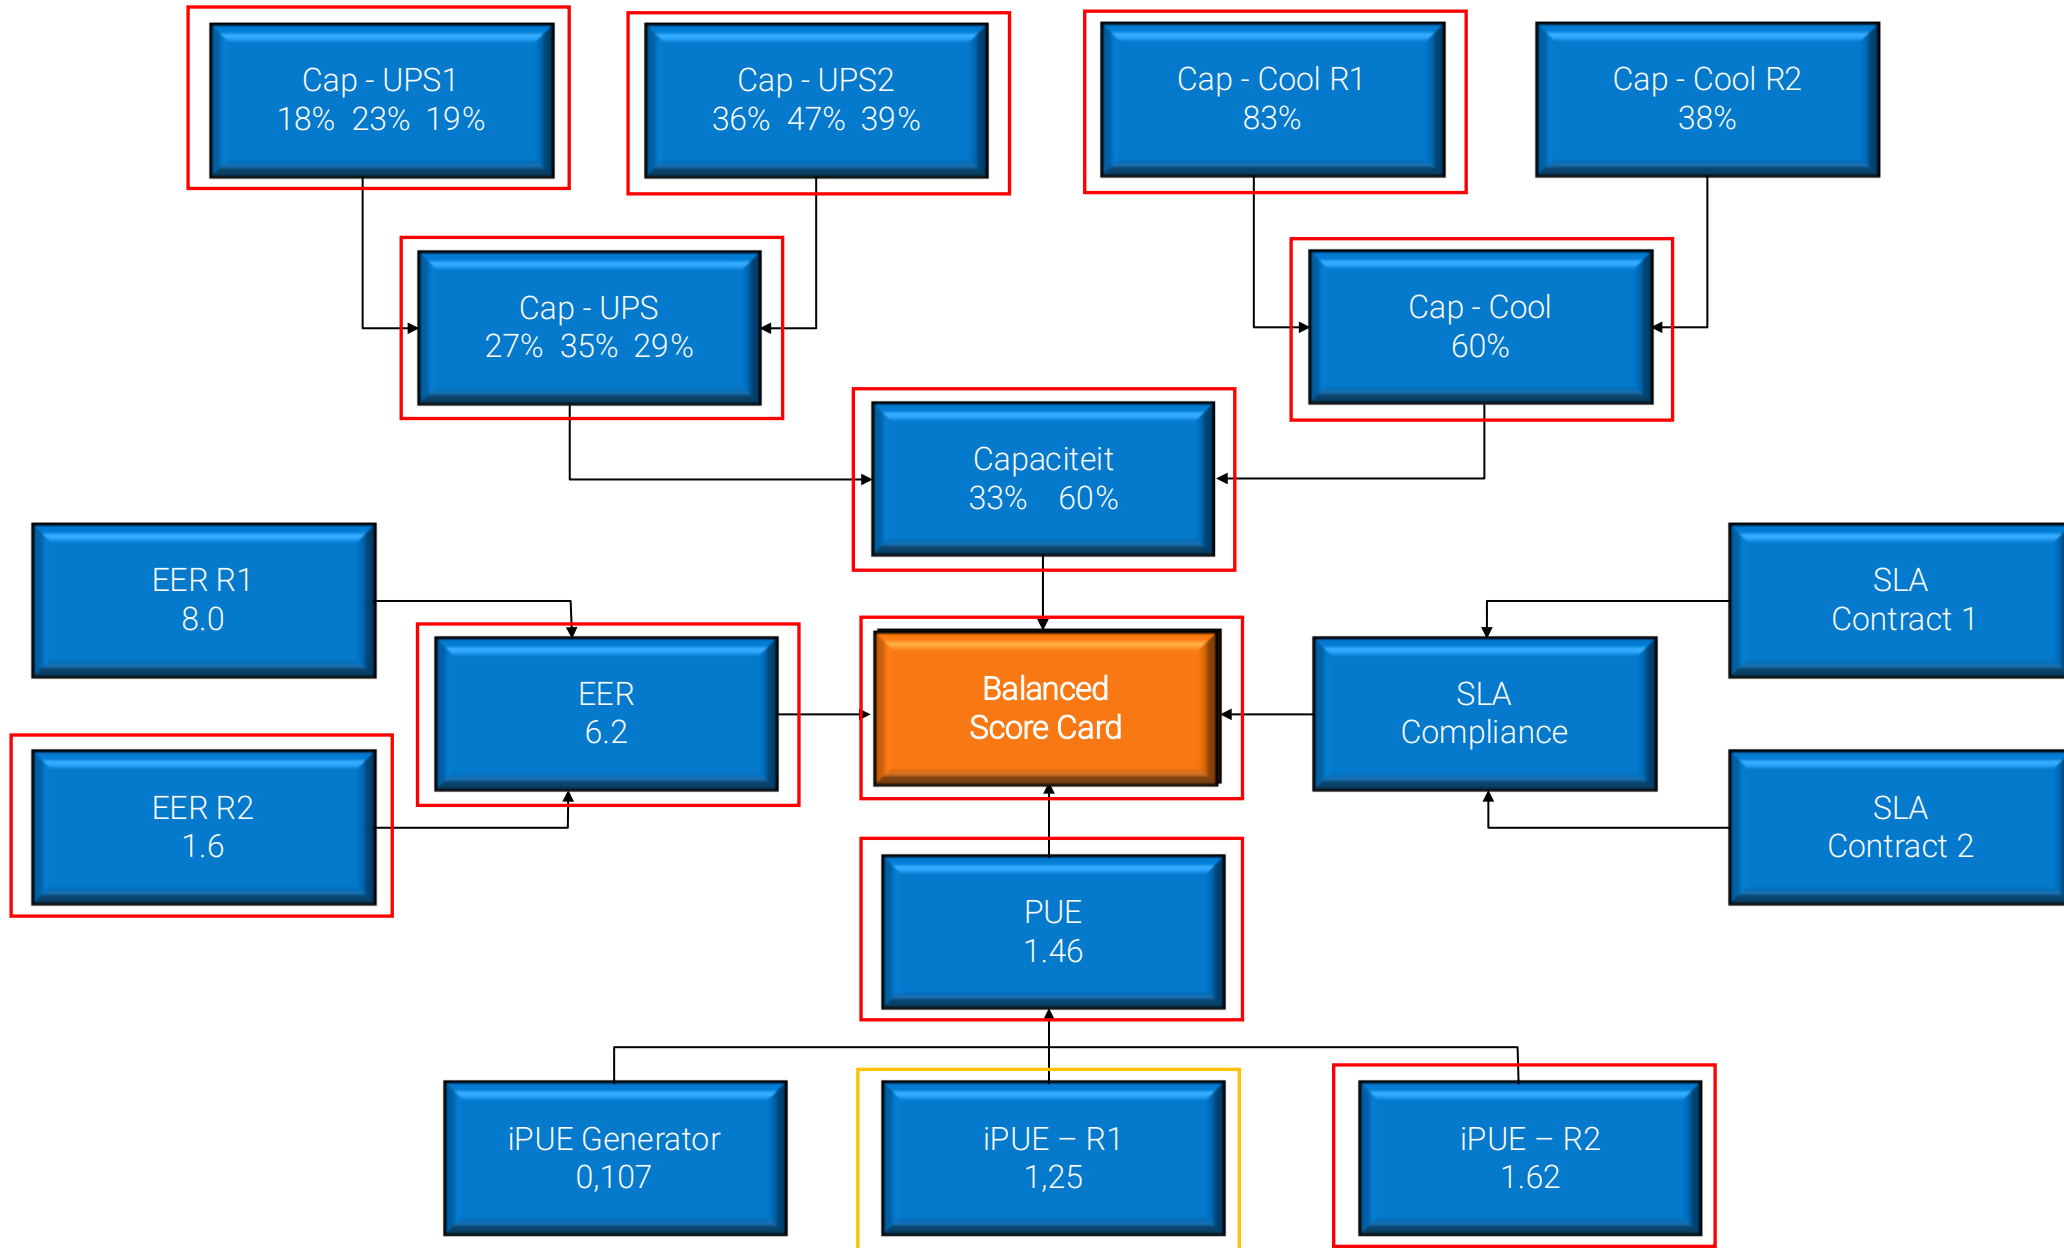 Cap - UPS1
18% 23% 19%
Cap - UPS2
36% 47% 39%
Cap - Cool R1
83%
Cap - Cool R2
38%
Cap - UPS
27% 35% 29%
Cap - Cool
60%
Capaciteit
33% 60%
EER R1
8.0
SLA
Contract 1
EER
6.2
Balanced
Score Card
SLA
Compliance
EER R2
1.6
SLA
Contract 2
PUE
1.46
iPUE Generator
0,107
iPUE – R1
1,25
iPUE – R2
1.62